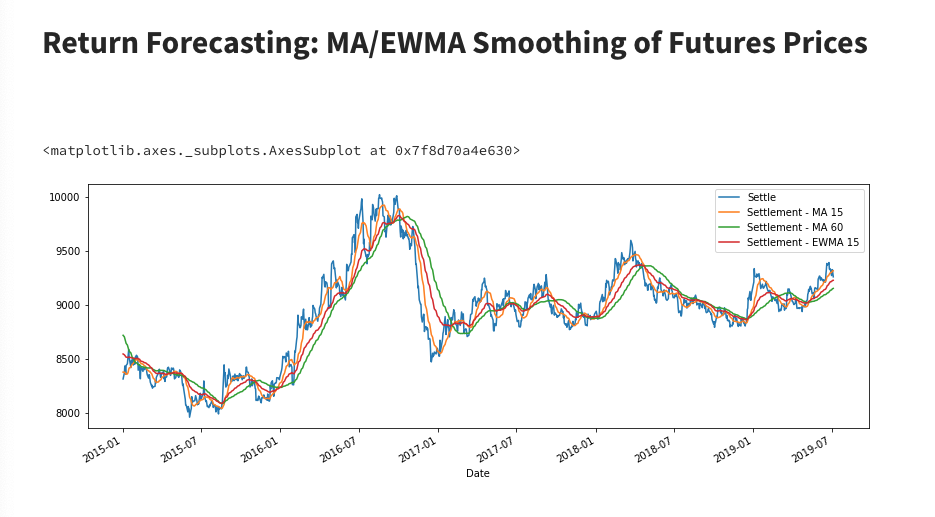 Return Forecasting: MA/EWMA Smoothing of Futures Prices
<matplotlib.axes._subplots.AxesSubplot at 0x7f8d70a4e630>
Settle
Settlement - MA 15
Settlement - MA 60
Settlement - EWMA 15
10000
9500
9000
8500
8000
2015-01
2015-07
2016-01
2016-07
2017-01
2017-07
2018-01
2018-07
2019-01
2019-07
Date